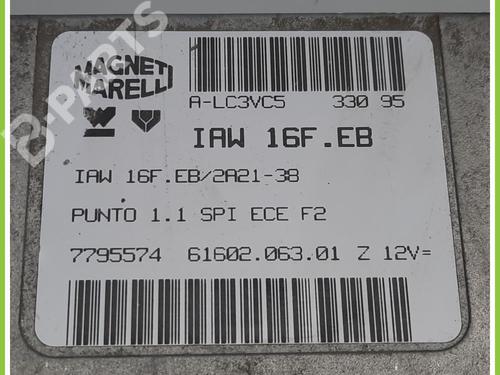 MAGNETI
MARELLI
A-LC3VC5 330 95
IAW 16F.EB
IAW 16F.EB/2A21-38
PUNTO 1.1 SPI ECE F2
7795574 61602.063.01 Z 12V=
B-PARTS